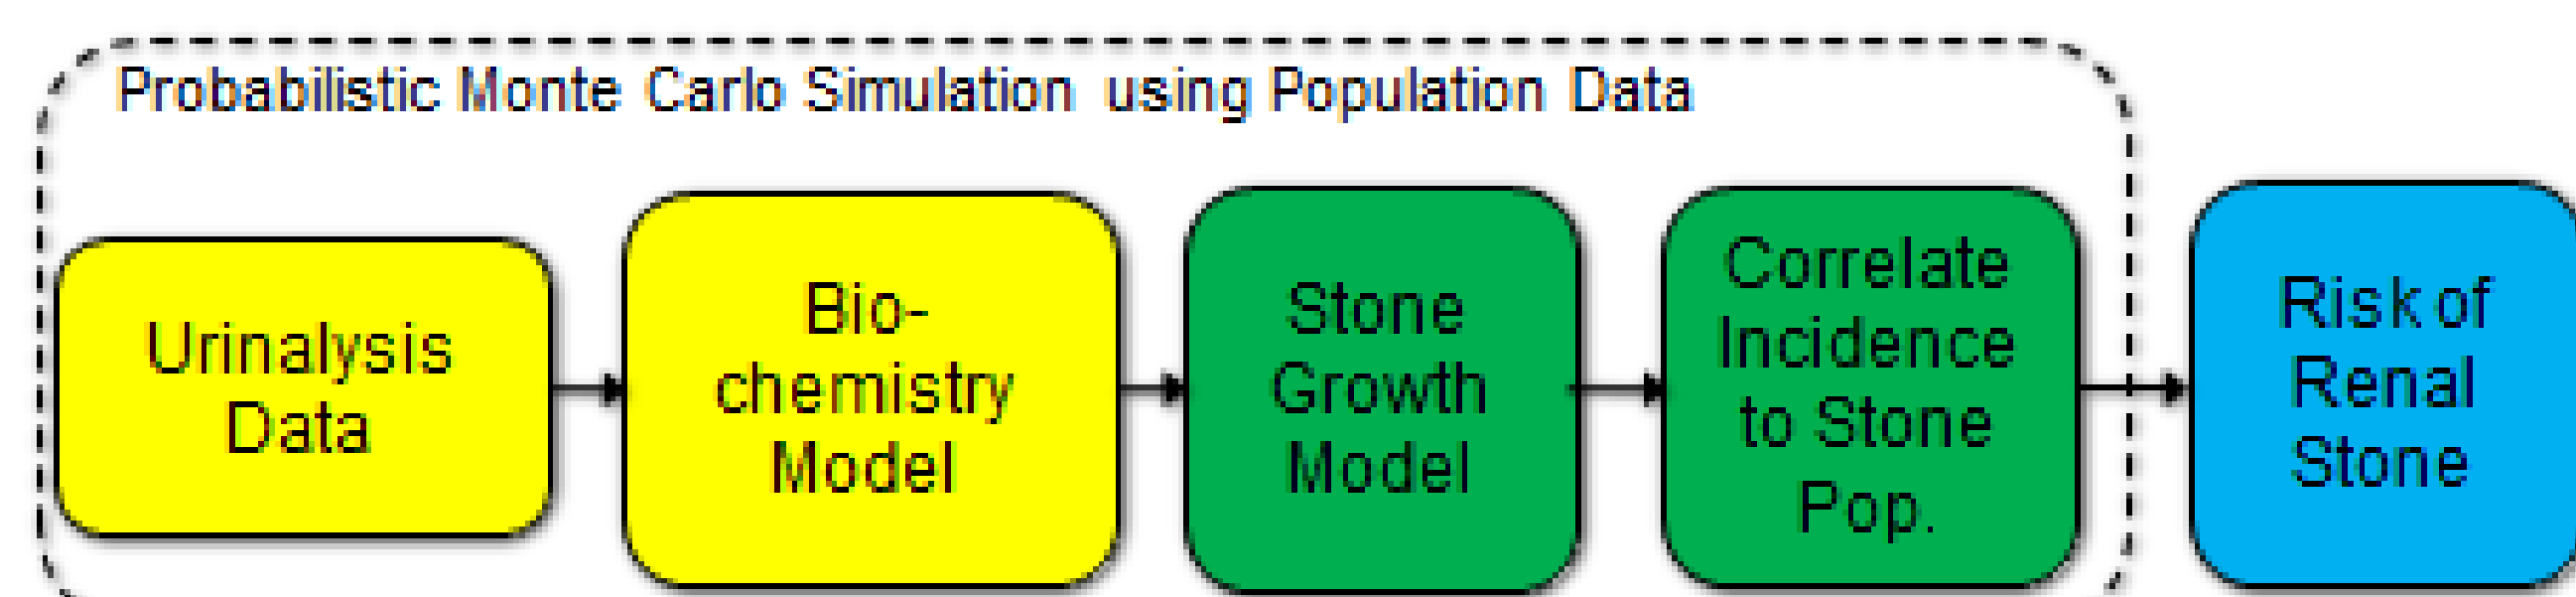 Probabilistic Monte Carlo Simulation using Population Data
Urinalysis
Data
Bio-
chemistry
Model
Stone
Growth
Model
Correlate
Incidence
to Stone
Pop.
Risk of
Renal
Stone